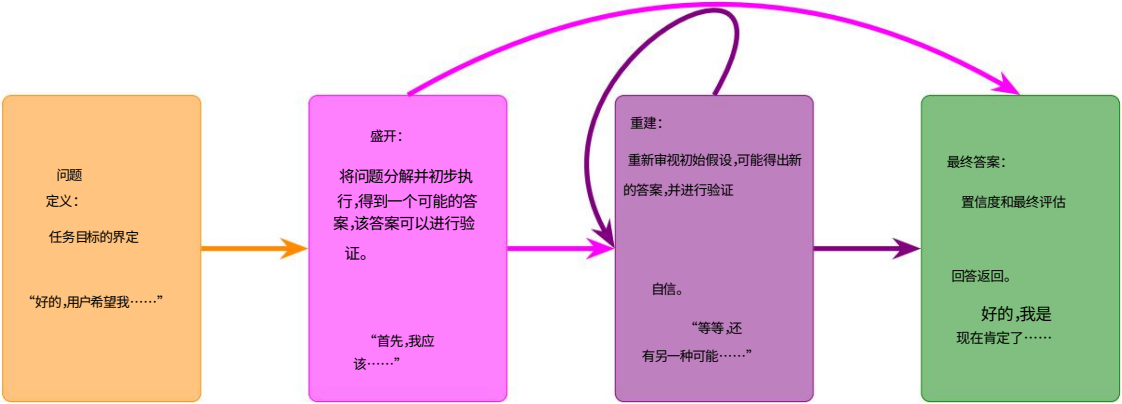 问题
定义：
任务目标的界定
“好的，用户希望我……”
盛开：
将问题分解并初步执
行，得到一个可能的答
案，该答案可以进行验
证。
“首先，我应
该……”
重建：
重新审视初始假设，可能得出新
的答案，并进行验证
自信。
“等等，还
有另一种可能……”
最终答案：
置信度和最终评估
回答返回。
好的，我是
现在肯定了……